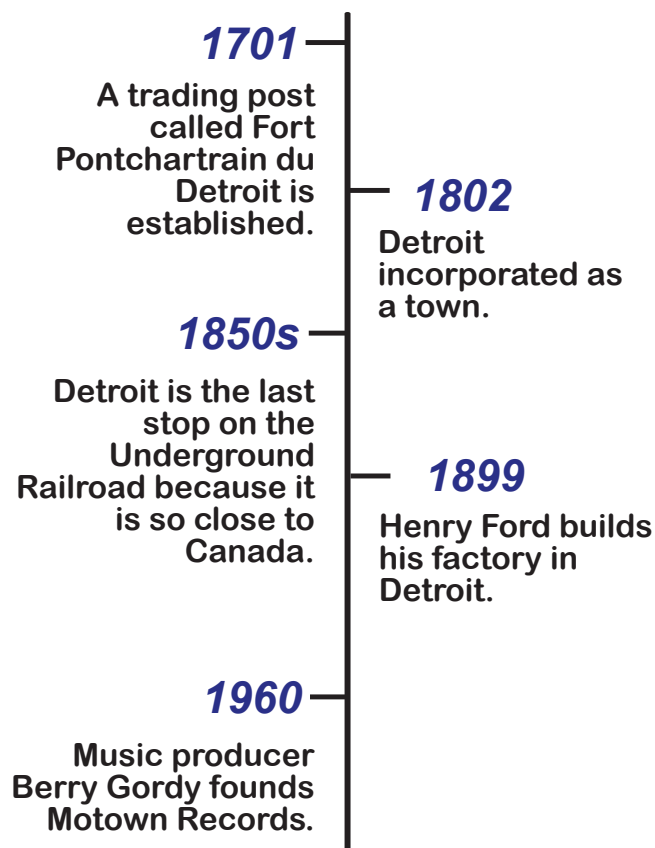 1701
A trading post
called Fort
Pontchartrain du
Detroit is
established.
1802
Detroit
incorporated as
a town.
1850s
Detroit is the last
stop on the
Underground
Railroad because it
is so close to
Canada.
1899
Henry Ford builds
his factory in
Detroit.
1960
Music producer
Berry Gordy founds
Motown Records.